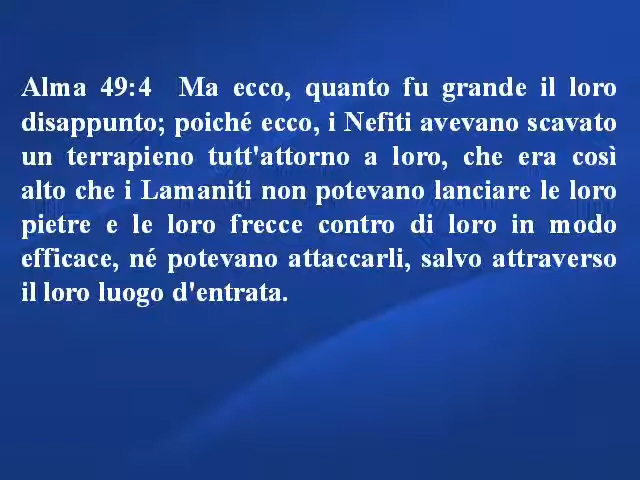 Alma 49:4 Ma ecco, quanto fu grande il loro
disappunto; poiché ecco, i Nefiti avevano scavato
un terrapieno tutt'attorno a loro, che era così
alto che i Lamaniti non potevano lanciare le loro
pietre e le loro frecce contro di loro in modo
efficace, né potevano attaccarli, salvo attraverso
il loro luogo d'entrata.